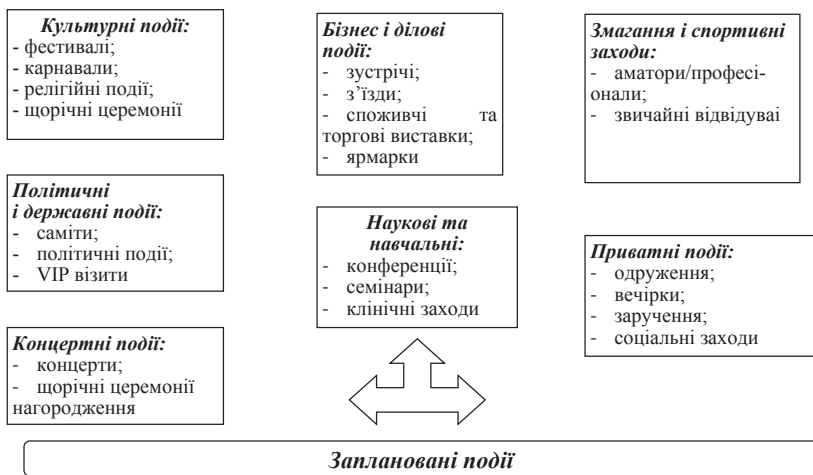 Культурні події:
- фестивалі;
- карнавали;
- релігійні події;
- щорічні церемонії
Політичні
і державні події:
- саміти;
- політичні події;
- VIP візити
Концертні події:
- концерти;
- щорічні церемонії
нагородження
Бізнес і ділові
події:
- зустрічі;
- з’їзди;
- споживчі та
торгові виставки;
- ярмарки
Наукові та
навчальні:
- конференції;
- семінари;
- клінічні заходи
Змагання і спортивні
заходи:
- аматори/професі-
онали;
- звичайні відвідуваі
Приватні події:
- одруження;
- вечірки;
- заручення;
- соціальні заходи
Заплановані події